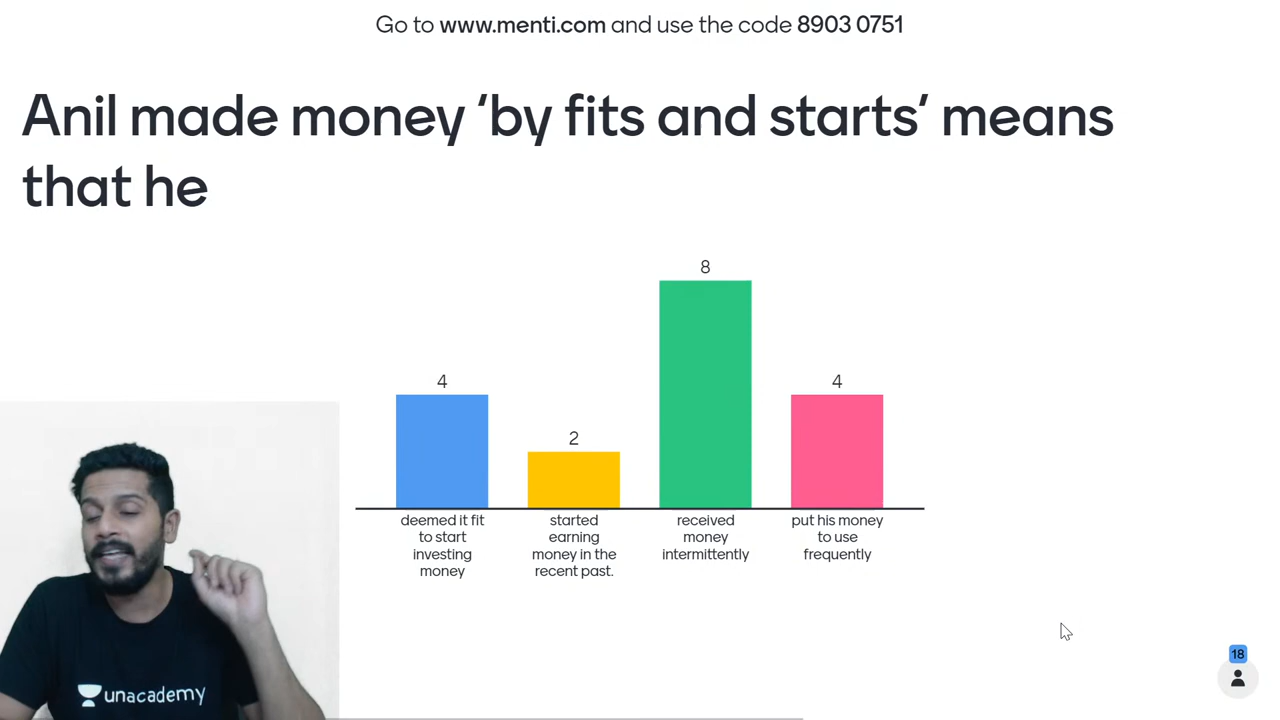 Go to www.menti.com and use the code 8903 0751
Anil made money ‘by fits and starts’ means
that he
4
2
8
4
deemed it fit
to start
investing
money
started
earning
money in the
recent past.
received
money
intermittently
put his money
to use
frequently
unacademy
18